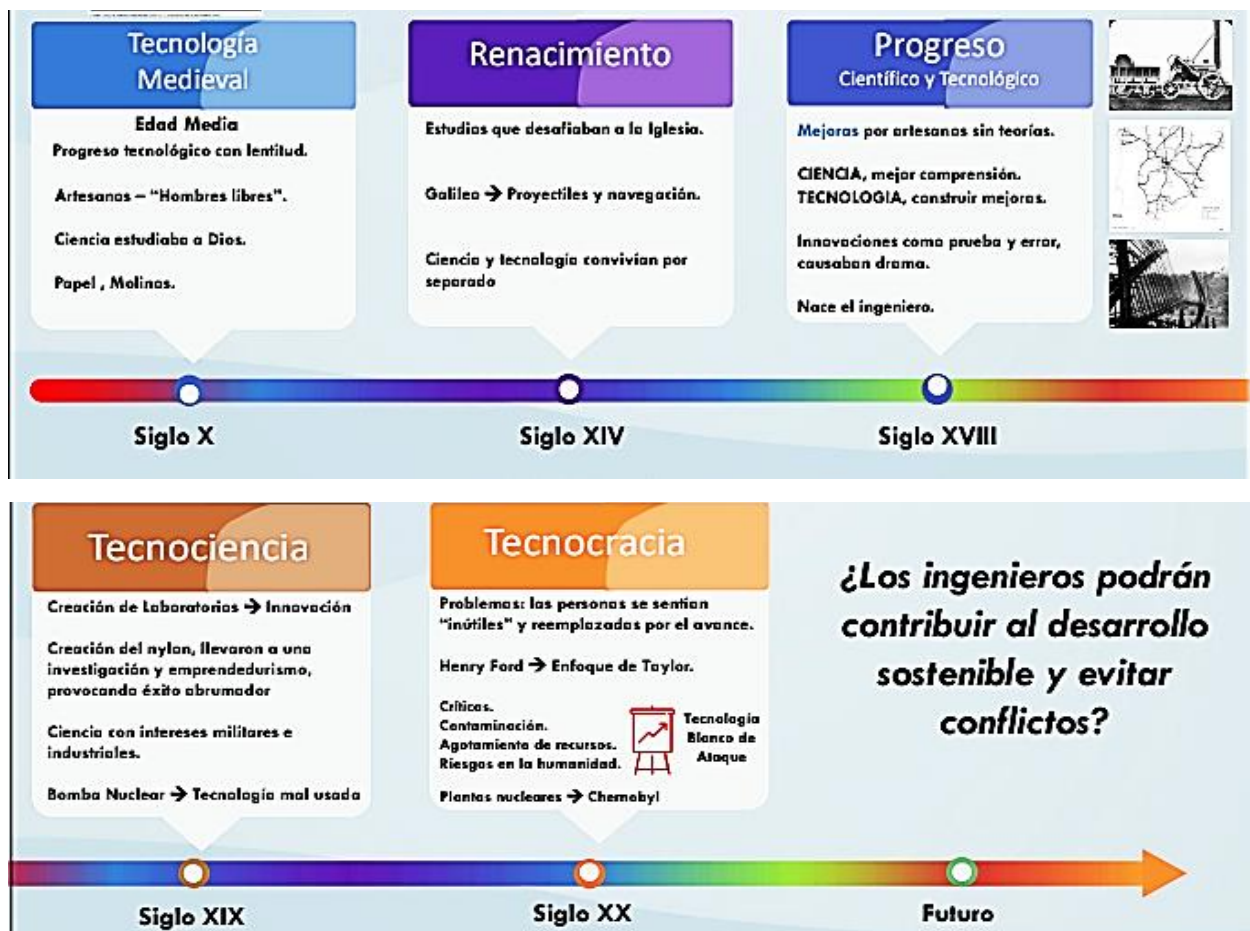 Tecnología
Medieval
Edad Media
Progreso tecnológico con lentitud.
Artesanos – “Hombres libres”.
Ciencia estudiaba a Dios.
Papel , Molinos.
Renacimiento
Estudios que desafiaban a la Iglesia.
Galileo → Proyectiles y navegación.
Ciencia y tecnología convivían por
separado
Progreso
Científico y Tecnológico
Mejoras por artesanos sin teorías.
CIENCIA, mejor comprensión.
TECNOLOGIA, construir mejoras.
Innovaciones como prueba y error,
causaban drama.
Nace el ingeniero.
Siglo X
Siglo XIV
Siglo XVIII
Tecnociencia
Creación de Laboratorios → Innovación
Creación del nylon, llevaron a una
investigación y emprendedurismo,
provocando éxito abrumador
Ciencia con intereses militares e
industriales.
Bomba Nuclear → Tecnología mal usada
Tecnocracia
Problemas: las personas se sentían
“inútiles” y reemplazadas por el avance.
Henry Ford → Enfoque de Taylor.
Críticas.
Contaminación.
Agotamiento de recursos.
Riesgos en la humanidad.
Tecnología
Blanco de
Ataque
Plantas nucleares → Chernobyl
¿Los ingenieros podrán
contribuir al desarrollo
sostenible y evitar
conflictos?
Siglo XIX
Siglo XX
Futuro